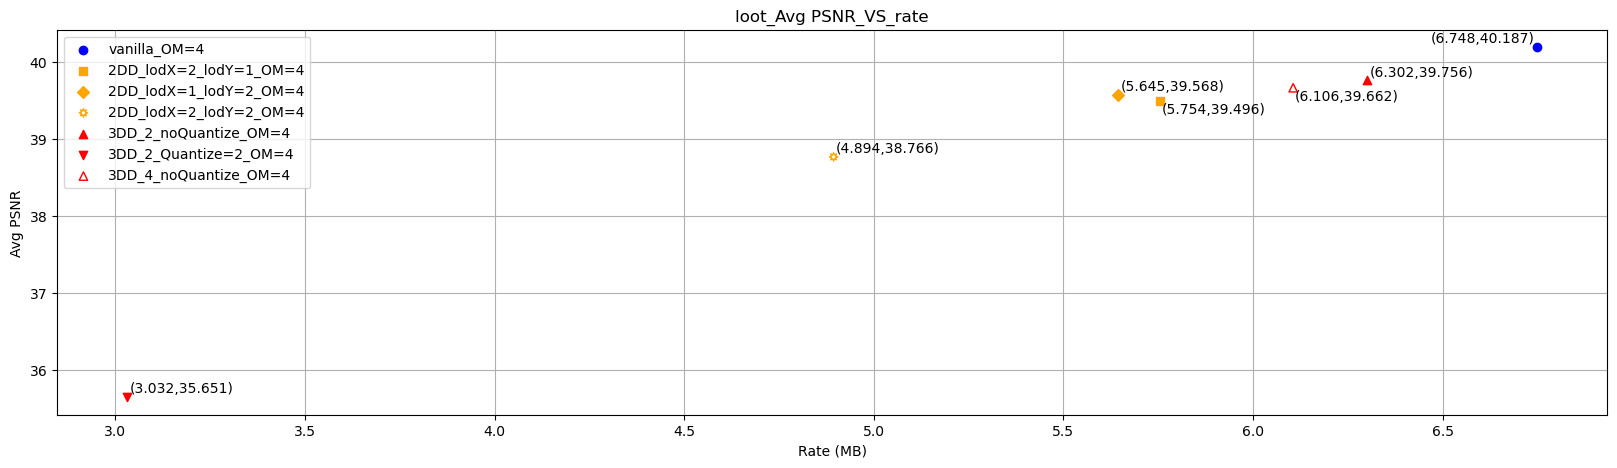 loot_Avg PSNR_VS_rate
vanilla_OM=4
2DD_lodX=2_lodY=1_OM=4
2DD_lodX=1_lodY=2_OM=4
2DD_lodX=2_lodY=2_OM=4
3DD_2_noQuantize_OM=4
3DD_2_Quantize=2_OM=4
3DD_4_noQuantize_OM=4
(6.748,40.187)
(6.302,39.756)
(6.106,39.662)
(5.645,39.568)
(5.754,39.496)
(4.894,38.766)
(3.032,35.651)
Avg PSNR
40
39
38
37
36
3.0 3.5 4.0 4.5 5.0 5.5 6.0 6.5
Rate (MB)